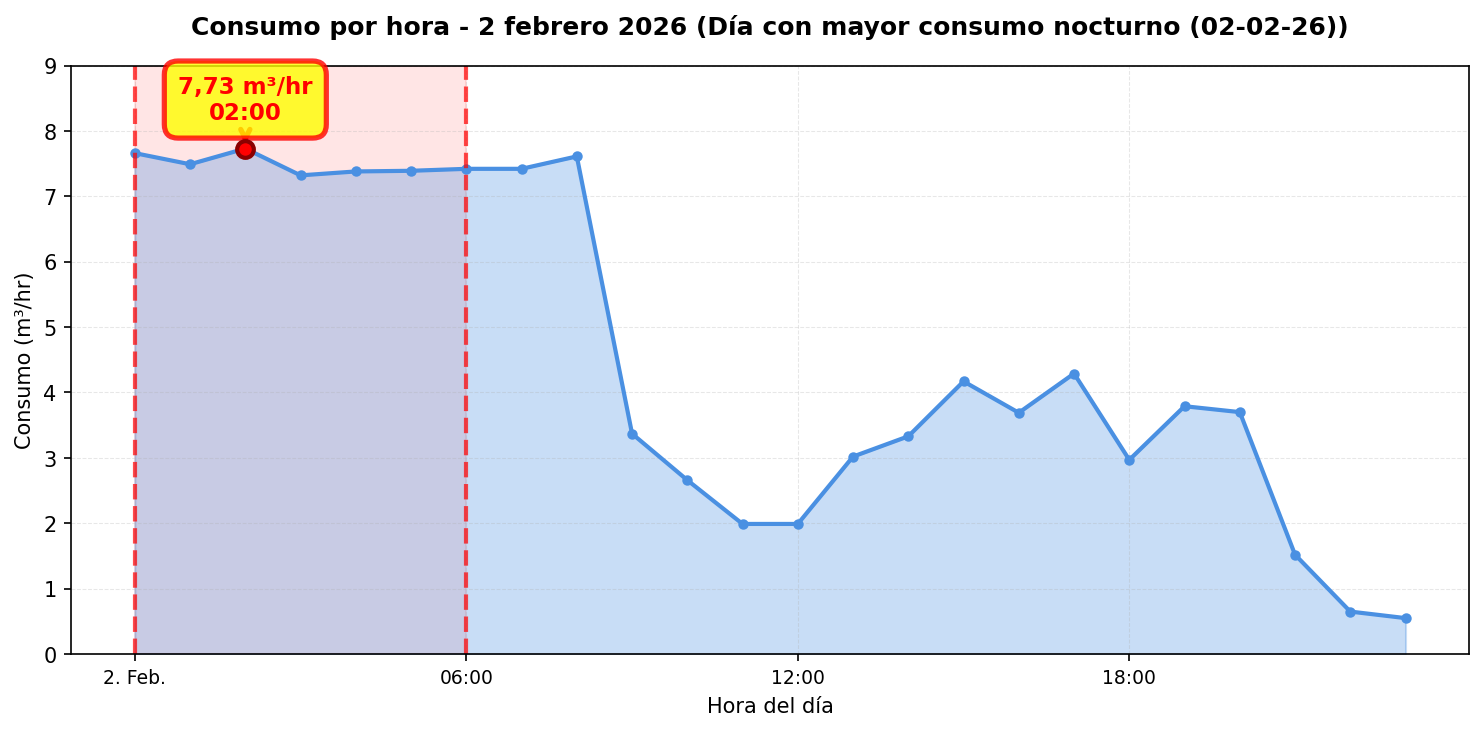 Consumo por hora - 2 febrero 2026 (Día con mayor consumo nocturno (02-02-26))
7,73 m³/hr
02:00
Consumo (m³/hr)
9
8
7
6
5
4
3
2
1
0
2. Feb.
06:00
12:00
18:00
Hora del día